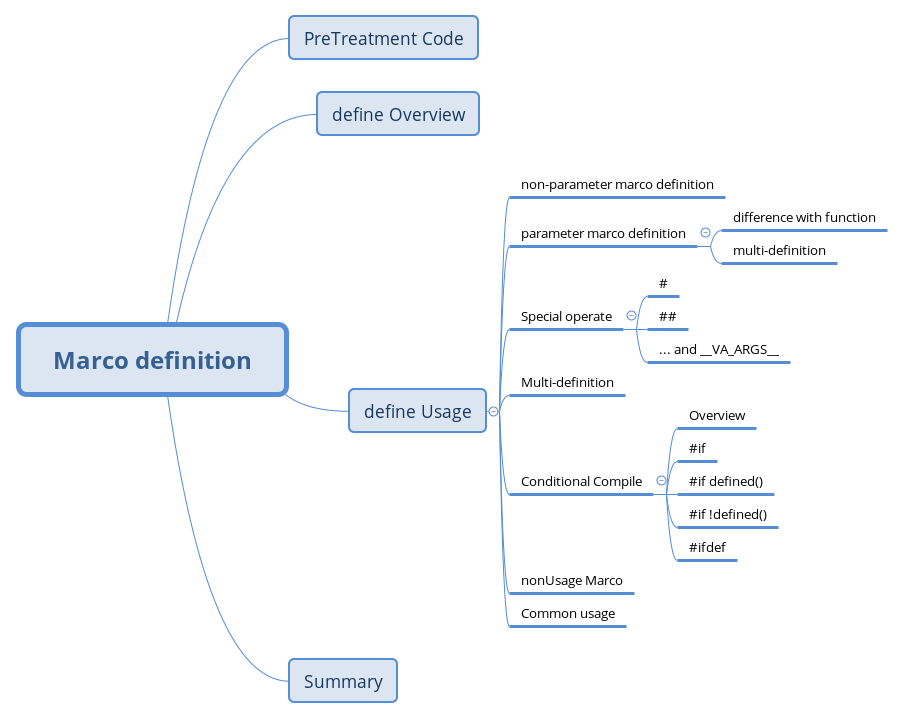 PreTreatment Code
define Overview
non-parameter marco definition
difference with function
parameter marco definition
multi-definition
#
Special operate
##
... and __VA_ARGS__
Marco definition
Multi-definition
define Usage
Overview
#if
Conditional Compile
#if defined()
#if !defined()
#ifdef
nonUsage Marco
Common usage
Summary